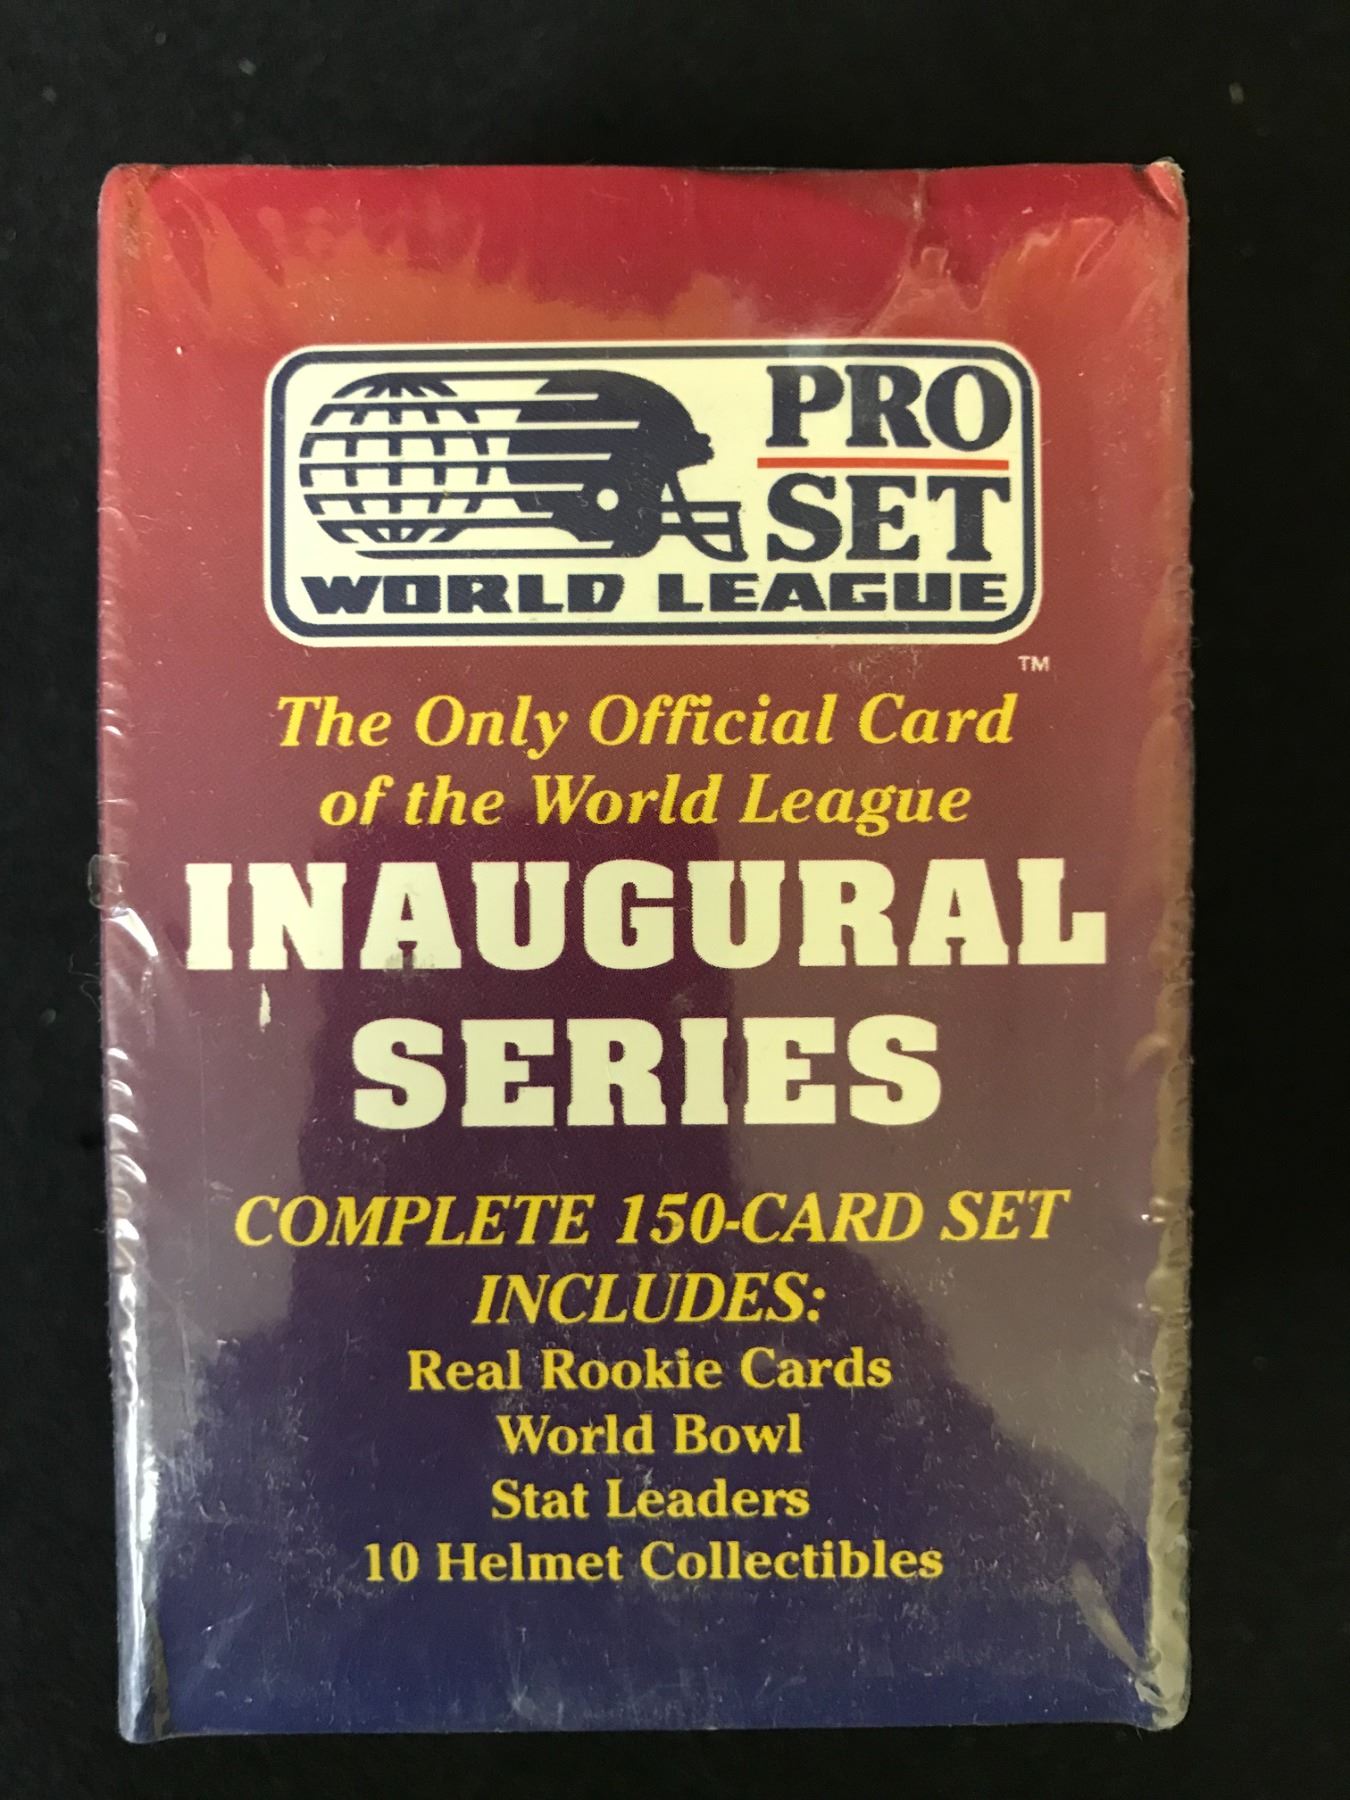 PRO
SET
WORLD LEAGUE
TM
The Only Official Card
of the World League
INAUGURAL
SERIES
COMPLETE 150-CARD SET
INCLUDES:
Real Rookie Cards
World Bowl
Stat Leaders
10 Helmet Collectibles